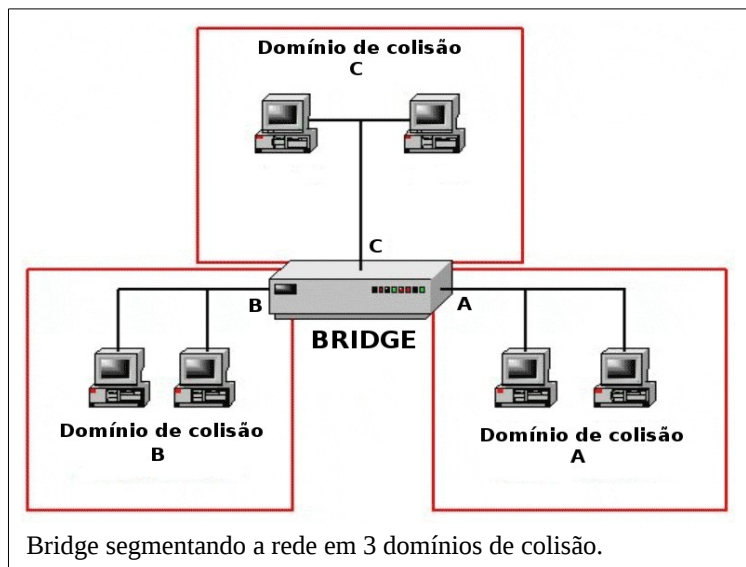 Domínio de colisão
C
C
B
A
BRIDGE
Domínio de colisão
B
Domínio de colisão
A
Bridge segmentando a rede em 3 domínios de colisão.